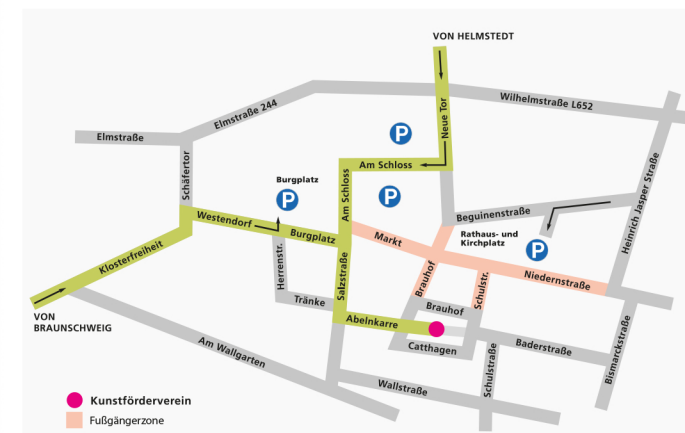 VON HELMSTEDT
Wilhelmstraße L652
Elmstraße 244
Elmstraße
Neue Tor
P
Am Schloss
Schäfertor
Burgplatz
P
P
Am Schloss
Heinrich Jasper Straße
Beguinenstraße
Westendorf
Burgplatz
Markt
Rathaus- und
Kirchplatz
P
Klosterfreiheit
Herrenstr.
Salzstraße
Brauhof
Schulstr.
Niedernstraße
Tränke
Brauhof
VON
BRAUNSCHWEIG
Abeinkarre
Catthagen
Baderstraße
Bismarckstraße
Am Wallgarten
Wallstraße
Schulstraße
Kunstförderverein
Fußgängerzone